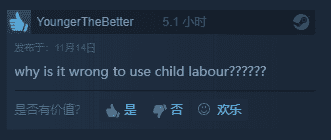 YoungerTheBetter 5.1 小时
发布于：11月14日
why is it wrong to use child labour??????
是否有价值？ 是 否 欢乐